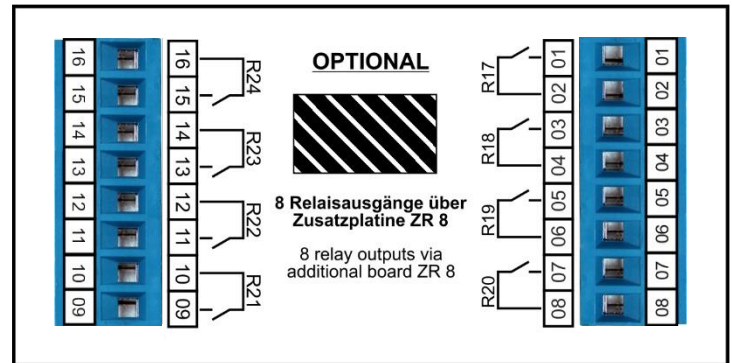 16
15
14
13
12
11
10
09
16
15
14
13
12
11
10
09
R24
R23
R22
R21
OPTIONAL
8 Relaisausgänge über
Zusatzplatine ZR 8
8 relay outputs via
additional board ZR 8
R17
R18
R19
R20
01
02
03
04
05
06
07
08
01
02
03
04
05
06
07
08